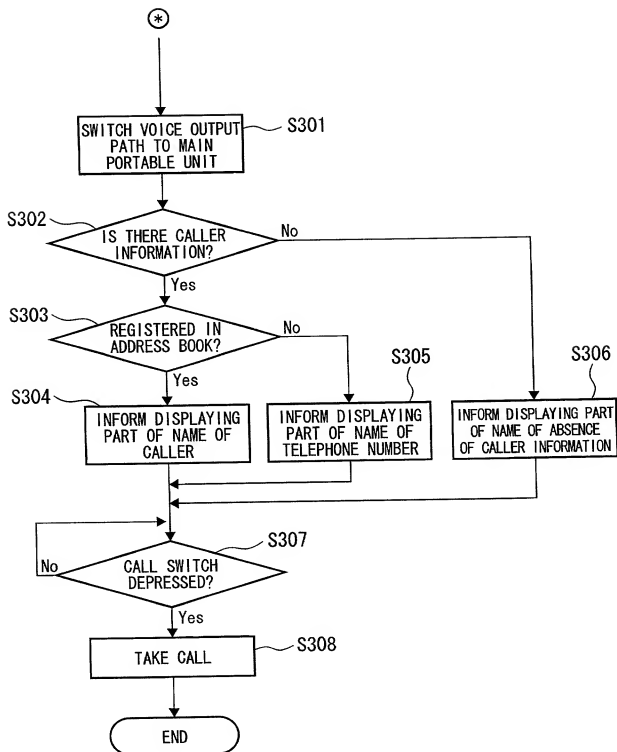 *
SWITCH VOICE OUTPUT
PATH TO MAIN
PORTABLE UNIT
S301
S302
IS THERE CALLER
INFORMATION?
No
Yes
S303
REGISTERED IN
ADDRESS BOOK?
No
Yes
S304
INFORM DISPLAYING
PART OF NAME OF
CALLER
S305
INFORM DISPLAYING
PART OF NAME OF
TELEPHONE NUMBER
S306
INFORM DISPLAYING PART
OF NAME OF ABSENCE
OF CALLER INFORMATION
S307
CALL SWITCH
DEPRESSED?
No
Yes
TAKE CALL
S308
END